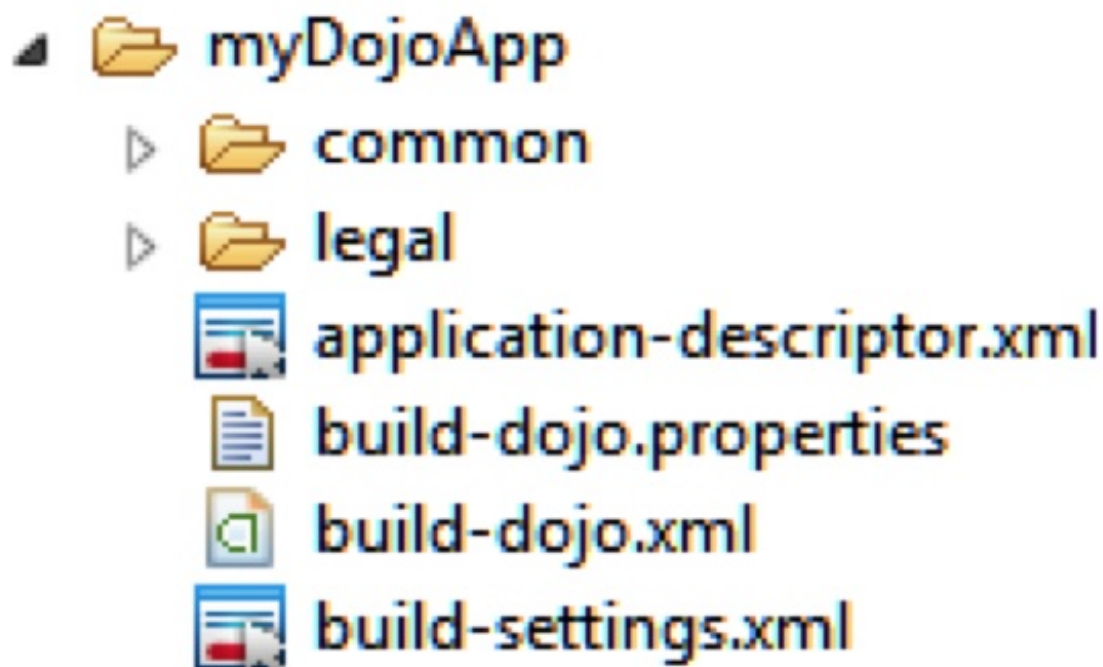 myDojoApp
common
legal
application-descriptor.xml
build-dojo.properties
build-dojo.xml
build-settings.xml